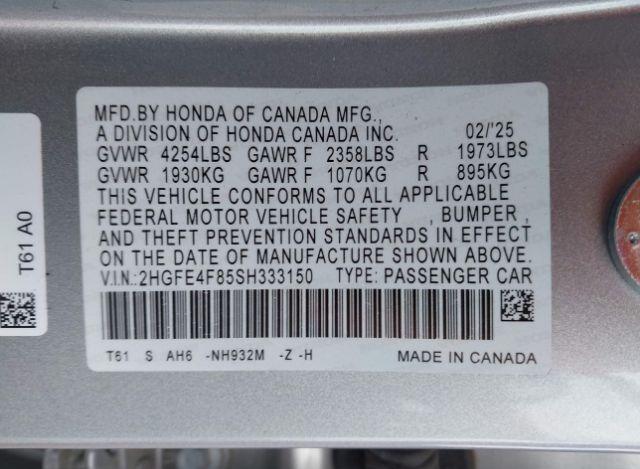 MFD.BY HONDA OF CANADA MFG.,
A DIVISION OF HONDA CANADA INC. 02/'25
GVWR 4254LBS GAWR F 2358LBS R 1973LBS
GVWR 1930KG GAWR F 1070KG R 895KG
THIS VEHICLE CONFORMS TO ALL APPLICABLE
FEDERAL MOTOR VEHICLE SAFETY , BUMPER ,
AND THEFT PREVENTION STANDARDS IN EFFECT
ON THE DATE OF MANUFACTURE SHOWN ABOVE.
V.I.N.:2HGFE4F85SH333150 TYPE: PASSENGER CAR
T61 S AH6 -NH932M -Z -H MADE IN CANADA
T61 A0